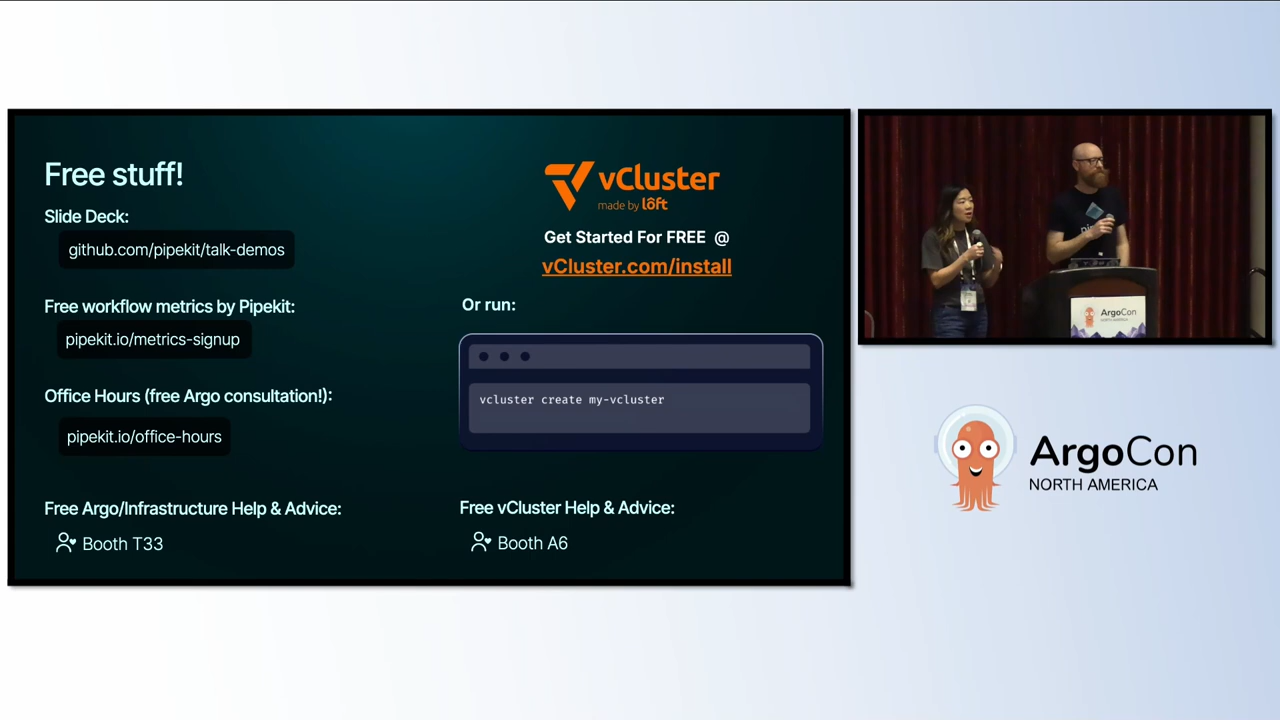 Free stuff!
Slide Deck:
github.com/pipekit/talk-demos
Free workflow metrics by Pipekit:
pipekit.io/metrics-signup
Office Hours (free Argo consultation!):
pipekit.io/office-hours
Free Argo/Infrastructure Help & Advice:
Booth T33
vCluster
made by lôft
Get Started For FREE @
vCluster.com/install
Or run:
vcluster create my-vcluster
Free vCluster Help & Advice:
Booth A6
ArgoCon
NORTH AMERICA
ArgoCon
NORTH AMERICA